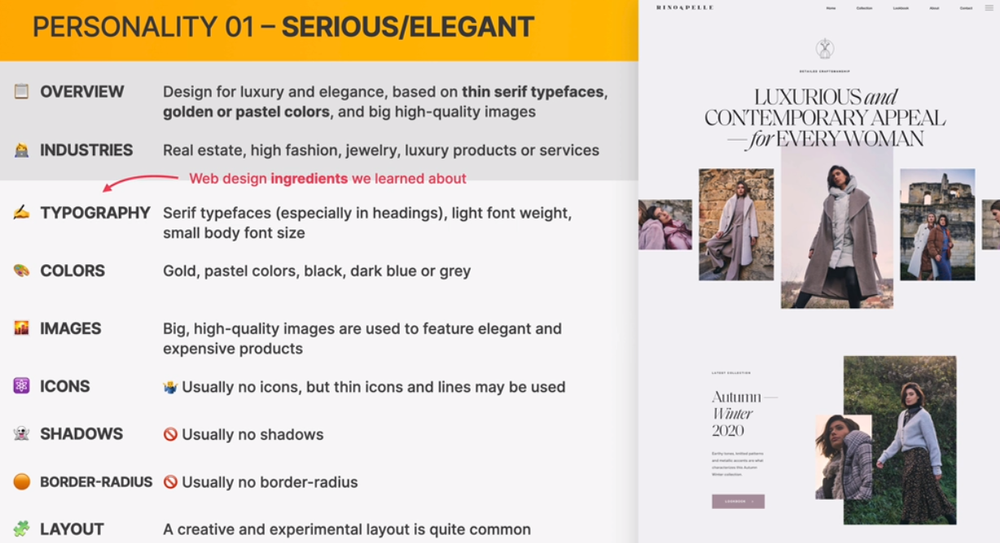 PERSONALITY 01 – SERIOUS/ELEGANT
OVERVIEW
Design for luxury and elegance, based on thin serif typefaces,
golden or pastel colors, and big high-quality images
INDUSTRIES
Real estate, high fashion, jewelry, luxury products or services
Web design ingredients we learned about
TYPOGRAPHY
Serif typefaces (especially in headings), light font weight,
small body font size
COLORS
Gold, pastel colors, black, dark blue or grey
IMAGES
Big, high-quality images are used to feature elegant and
expensive products
ICONS
Usually no icons, but thin icons and lines may be used
SHADOWS
Usually no shadows
BORDER-RADIUS
Usually no border-radius
LAYOUT
A creative and experimental layout is quite common
RINO&PELLE
Home Collection Lookbook About Contact
DETAILED CRAFTSMANSHIP
LUXURIOUS and
CONTEMPORARY APPEAL
— for EVERY WOMAN
LATEST COLLECTION
Autumn —
Winter
2020
Earthy tones, knitted patterns
and metallic accents are what
characterizes this Autumn
Winter collection.
LOOKBOOK